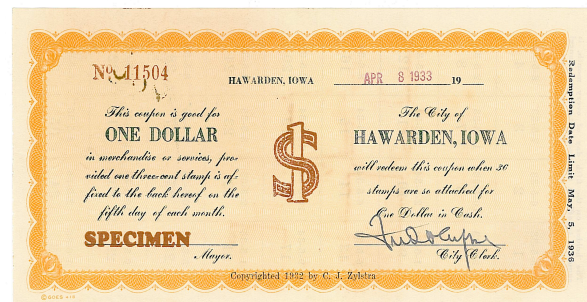 No 11504
HAWARDEN, IOWA APR 8 1933 19
This coupon is good for
ONE DOLLAR
in merchandise or services, pro-
vided one three-cent stamp is af-
fixed to the back hereof on the
fifth day of each month.
SPECIMEN
Mayor.
$1
The City of
HAWARDEN, IOWA
will redeem this coupon when 36
stamps are so attached for
One Dollar in Cash.
City Clerk.
Copyrighted 1932 by C. J. Zylstra
Redemption Date Limit May, 5, 1936
©GOES